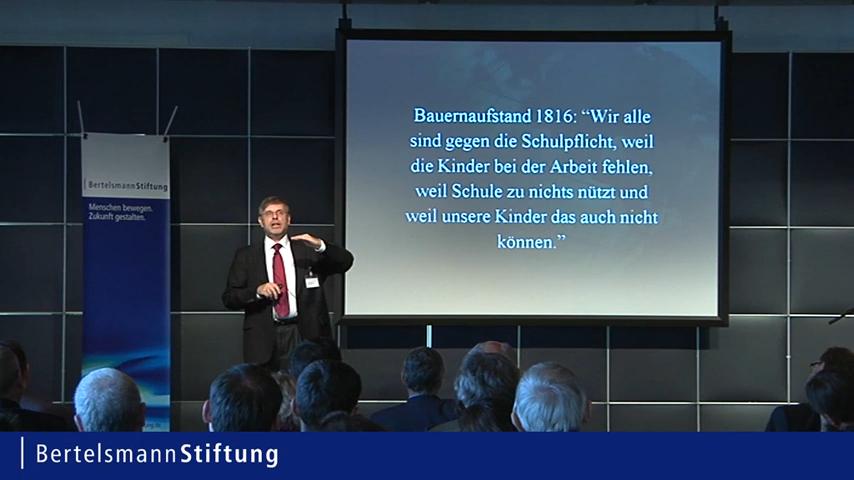 Bauernaufstand 1816: “Wir alle
sind gegen die Schulpflicht, weil
die Kinder bei der Arbeit fehlen,
weil Schule zu nichts nützt und
weil unsere Kinder das auch nicht
können.”
BertelsmannStiftung
Menschen bewegen.
Zukunft gestalten.
BertelsmannStiftung